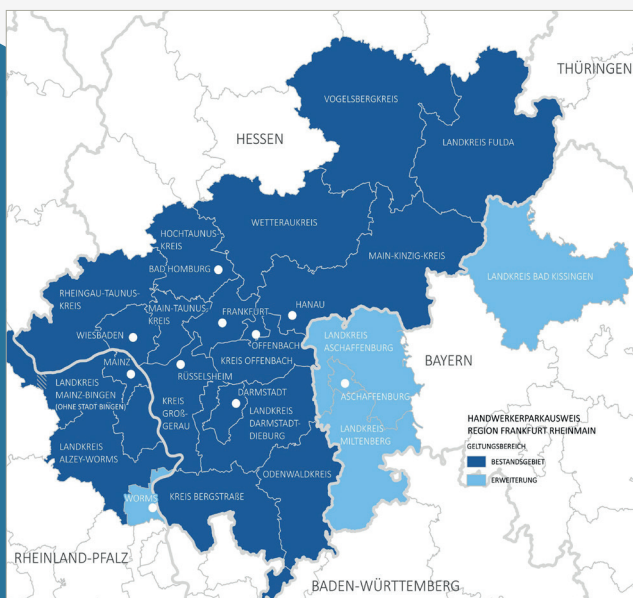 THÜRINGEN
VOGELSBERGKREIS
HESSEN
LANDKREIS FULDA
WETTERAUKREIS
HOCHTAUNUS-
KREIS
MAIN-KINZIG-KREIS
BAD HOMBURG
LANDKREIS BAD KISSINGEN
RHEINGAU-TAUNUS-
KREIS
MAIN-TAUNUS-
KREIS
FRANKFURT
HANAU
WIESBADEN
OFFENBACH
LANDKREIS
ASCHAFFENBURG
BAYERN
MAINZ
RÜSSELSHEIM
KREIS OFFENBACH
LANDKREIS
MAINZ-BINGEN
(OHNE STADT BINGEN)
DARMSTADT
ASCHAFFENBURG
KREIS
GROß-
GERAU
LANDKREIS
DARMSTADT-
DIEBURG
LANDKREIS-
MILTENBERG
HANDWERKERPARKAUSWEIS
REGION FRANKFURT RHEINMAIN
GELTUNGSBEREICH
BESTANDSGEBIET
ERWEITERUNG
LANDKREIS
ALZEY-WORMS
ODENWALDKREIS
WORMS
KREIS BERGSTRAßE
RHEINLAND-PFALZ
BADEN-WÜRTTEMBERG